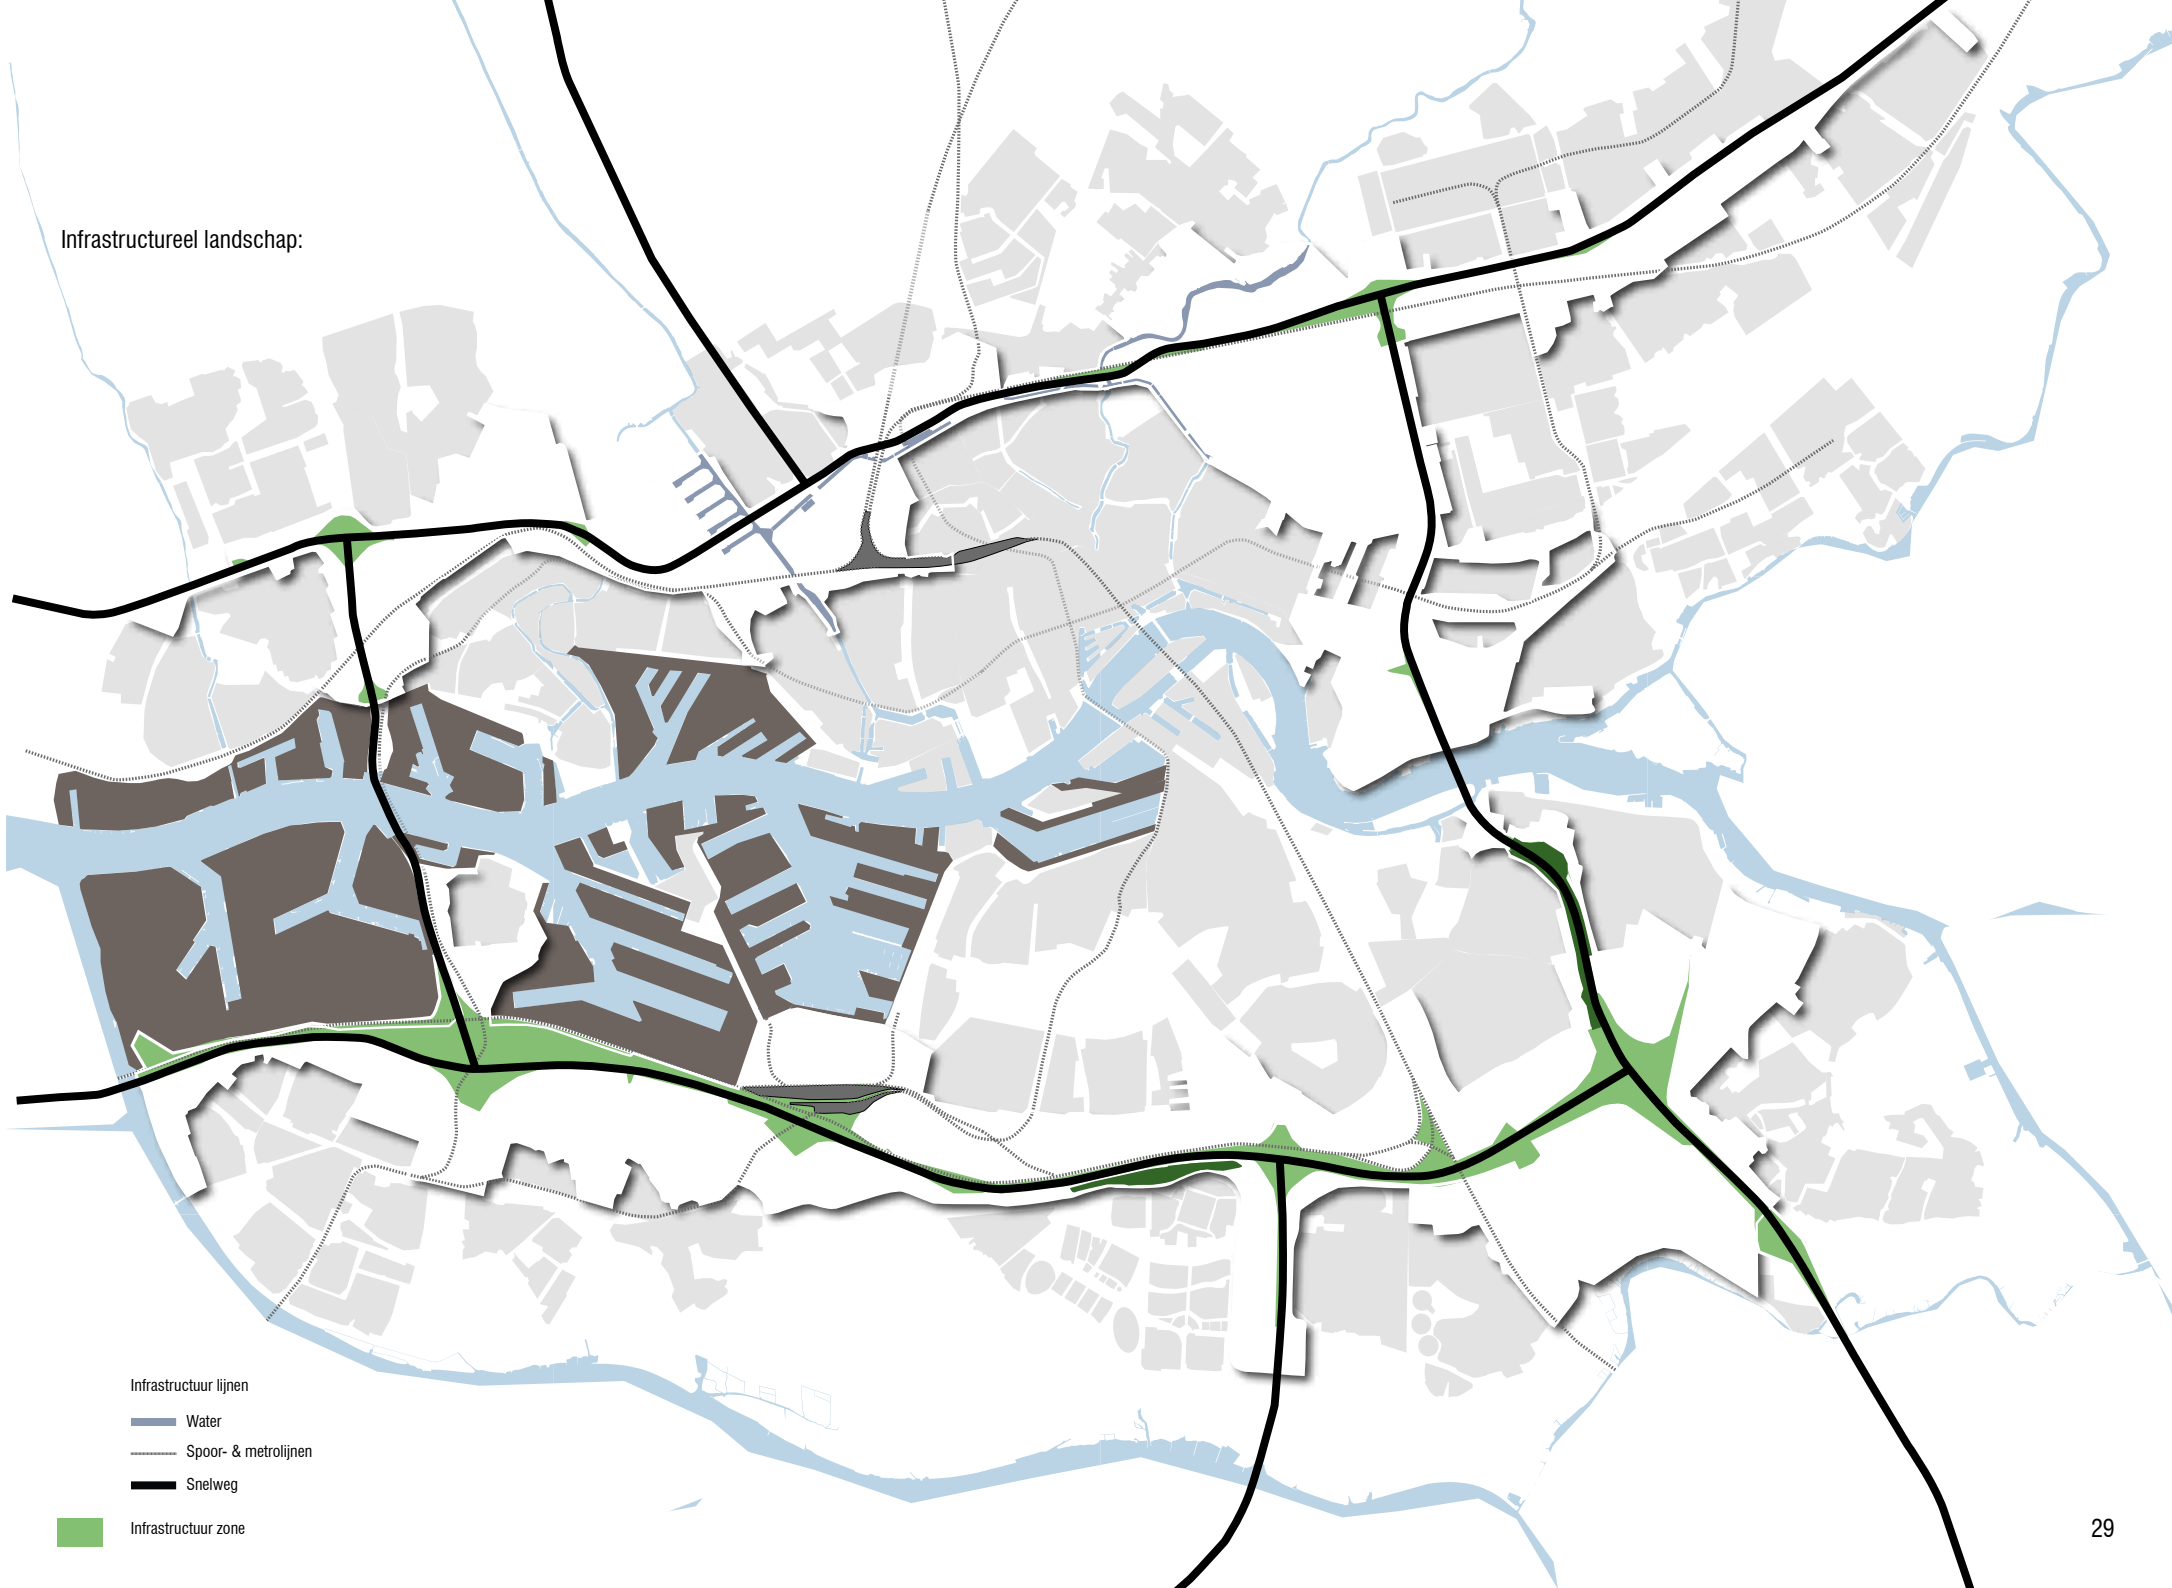 Infrastructureel landschap:
Infrastructuur lijnen
Water
Spoor- & metrolijnen
Snelweg
Infrastructuur zone
29